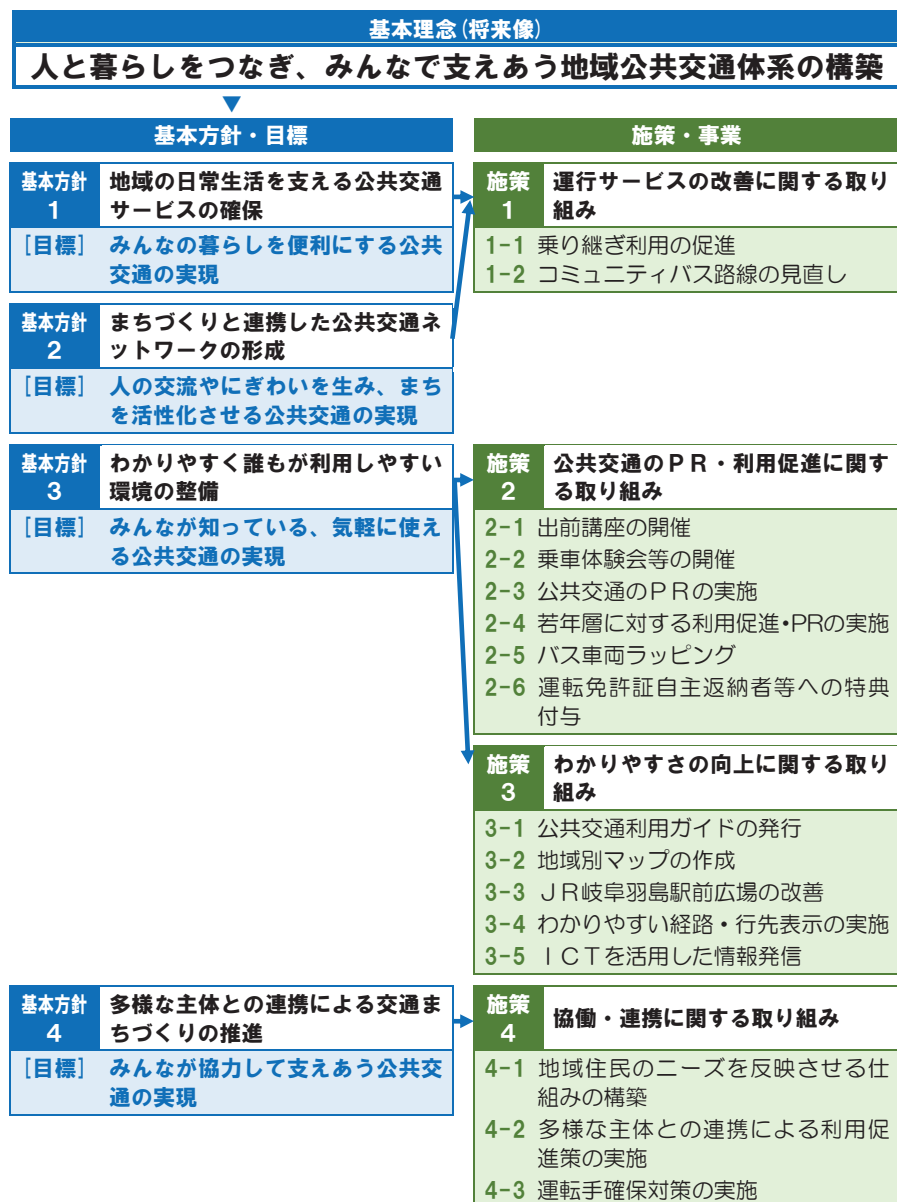 基本理念(将来像)
人と暮らしをつなぎ、みんなで支えあう地域公共交通体系の構築
▼
基本方針・目標
施策・事業
基本方針
1
地域の日常生活を支える公共交通
サービスの確保
[目標] みんなの暮らしを便利にする公共
交通の実現
施策
1
運行サービスの改善に関する取り
組み
1-1 乗り継ぎ利用の促進
1-2 コミュニティバス路線の見直し
基本方針
2
まちづくりと連携した公共交通ネ
ットワークの形成
[目標] 人の交流やにぎわいを生み、まち
を活性化させる公共交通の実現
基本方針
3
わかりやすく誰もが利用しやすい
環境の整備
[目標] みんなが知っている、気軽に使え
る公共交通の実現
施策
2
公共交通のPR・利用促進に関す
る取り組み
2-1 出前講座の開催
2-2 乗車体験会等の開催
2-3 公共交通のPRの実施
2-4 若年層に対する利用促進・PRの実施
2-5 バス車両ラッピング
2-6 運転免許証自主返納者等への特典
付与
施策
3
わかりやすさの向上に関する取り
組み
3-1 公共交通利用ガイドの発行
3-2 地域別マップの作成
3-3 JR岐阜羽島駅前広場の改善
3-4 わかりやすい経路・行先表示の実施
3-5 ICTを活用した情報発信
基本方針
4
多様な主体との連携による交通ま
ちづくりの推進
[目標] みんなが協力して支えあう公共交
通の実現
施策
4
協働・連携に関する取り組み
4-1 地域住民のニーズを反映させる仕
組みの構築
4-2 多様な主体との連携による利用促
進策の実施
4-3 運転手確保対策の実施